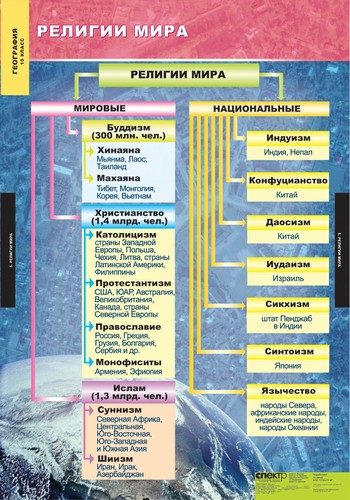 ГЕОГРАФИЯ
10 КЛАСС
РЕЛИГИИ МИРА
РЕЛИГИИ МИРА
МИРОВЫЕ
Буддизм
(300 млн. чел.)
Хинаяна
Мьянма, Лаос,
Таиланд
Махаяна
Тибет, Монголия,
Корея, Вьетнам
Христианство
(1,4 млрд. чел.)
Католицизм
страны Западной
Европы, Польша,
Чехия, Литва, страны
Латинской Америки,
Филиппины
Протестантизм
США, ЮАР, Австралия,
Великобритания,
Канада, страны
Северной Европы
Православие
Россия, Греция,
Грузия, Болгария,
Сербия и др.
Монофиситы
Армения, Эфиопия
Ислам
(1,3 млрд. чел.)
Суннизм
Северная Африка,
Центральная,
Юго-Восточная,
Юго-Западная
и Южная Азия
Шиизм
Иран, Ирак,
Азербайджан
НАЦИОНАЛЬНЫЕ
Индуизм
Индия, Непал
Конфуцианство
Китай
Даосизм
Китай
Иудаизм
Израиль
Сикхизм
штат Пенджаб
в Индии
Синтоизм
Япония
Язычество
народы Севера,
африканские народы,
индейские народы,
народы Океании
РЕЛИГИИ МИРА
РЕЛИГИИ МИРА
спектр